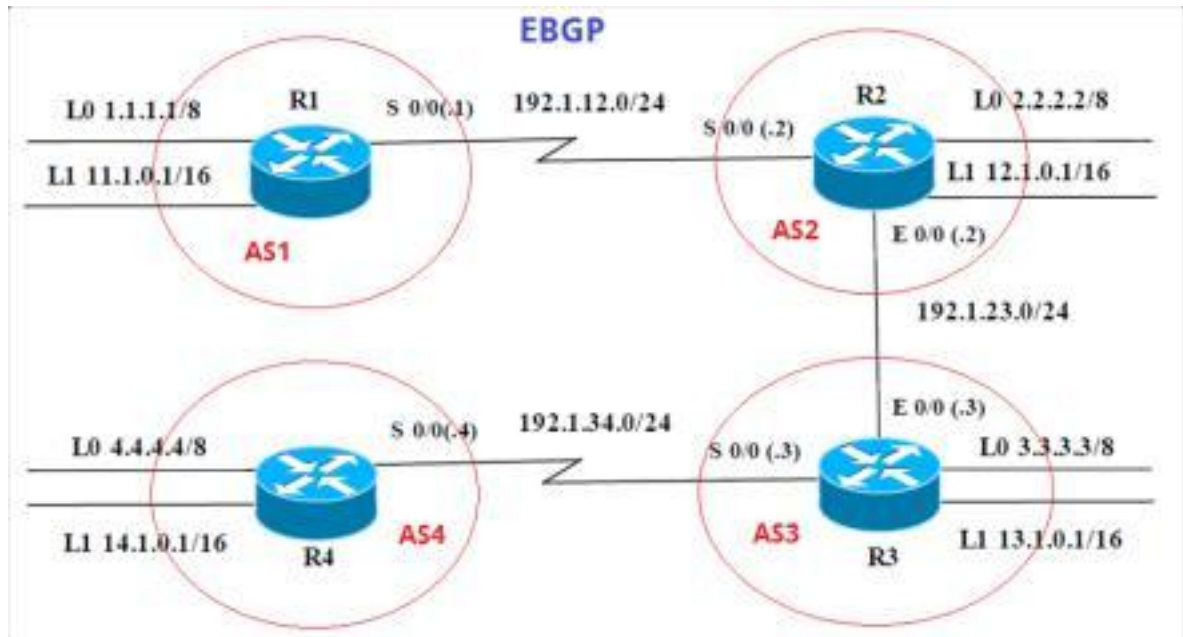 EBGP
L0 1.1.1.1/8
R1
S 0/0(.1)
192.1.12.0/24
S 0/0 (.2)
R2
L0 2.2.2.2/8
L1 11.1.0.1/16
L1 12.1.0.1/16
AS1
AS2
E 0/0 (.2)
192.1.23.0/24
L0 4.4.4.4/8
S 0/0(.4)
192.1.34.0/24
S 0/0 (.3)
E 0/0 (.3)
L0 3.3.3.3/8
L1 14.1.0.1/16
R4
AS4
AS3
R3
L1 13.1.0.1/16